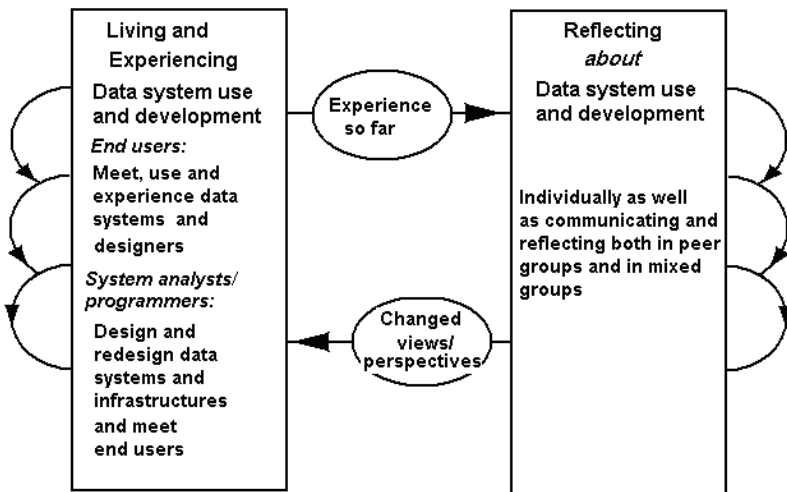 Living and
Experiencing
Data system use
and development
End users:
Meet, use and
experience data
systems and
designers
System analysts/
programmers:
Design and
redesign data
systems and
infrastructures
and meet
end users
Experience
so far
Changed
views/
perspectives
Reflecting
about
Data system use
and development
Individually as well
as communicating and
reflecting both in peer
groups and in mixed
groups